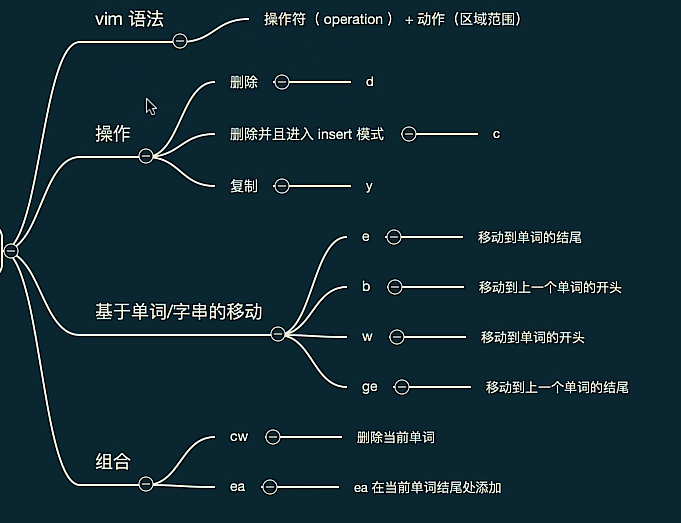 vim 语法
操作符（ operation ） + 动作（区域范围）
操作
删除 d
删除并且进入 insert 模式 c
复制 y
基于单词/字串的移动
e 移动到单词的结尾
b 移动到上一个单词的开头
w 移动到单词的开头
ge 移动到上一个单词的结尾
组合
cw 删除当前单词
ea ea 在当前单词结尾处添加